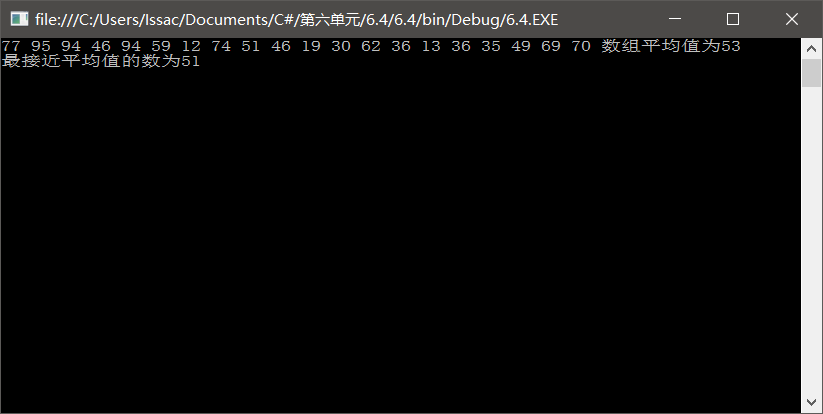 file:///C:/Users/Issac/Documents/C#/第六单元/6.4/6.4/bin/Debug/6.4.EXE
77 95 94 46 94 59 12 74 51 46 19 30 62 36 13 36 35 49 69 70 数组平均值为53
最接近平均值的数为51